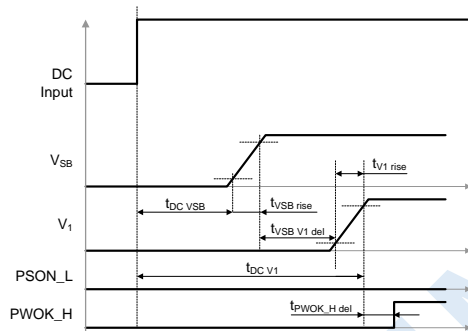 DC
Input
VSB
tV1 rise
tDC VSB
tVSB rise
V1
tVSB V1 del
tDC V1
PSON_L
tPWOK_H del
PWOK_H